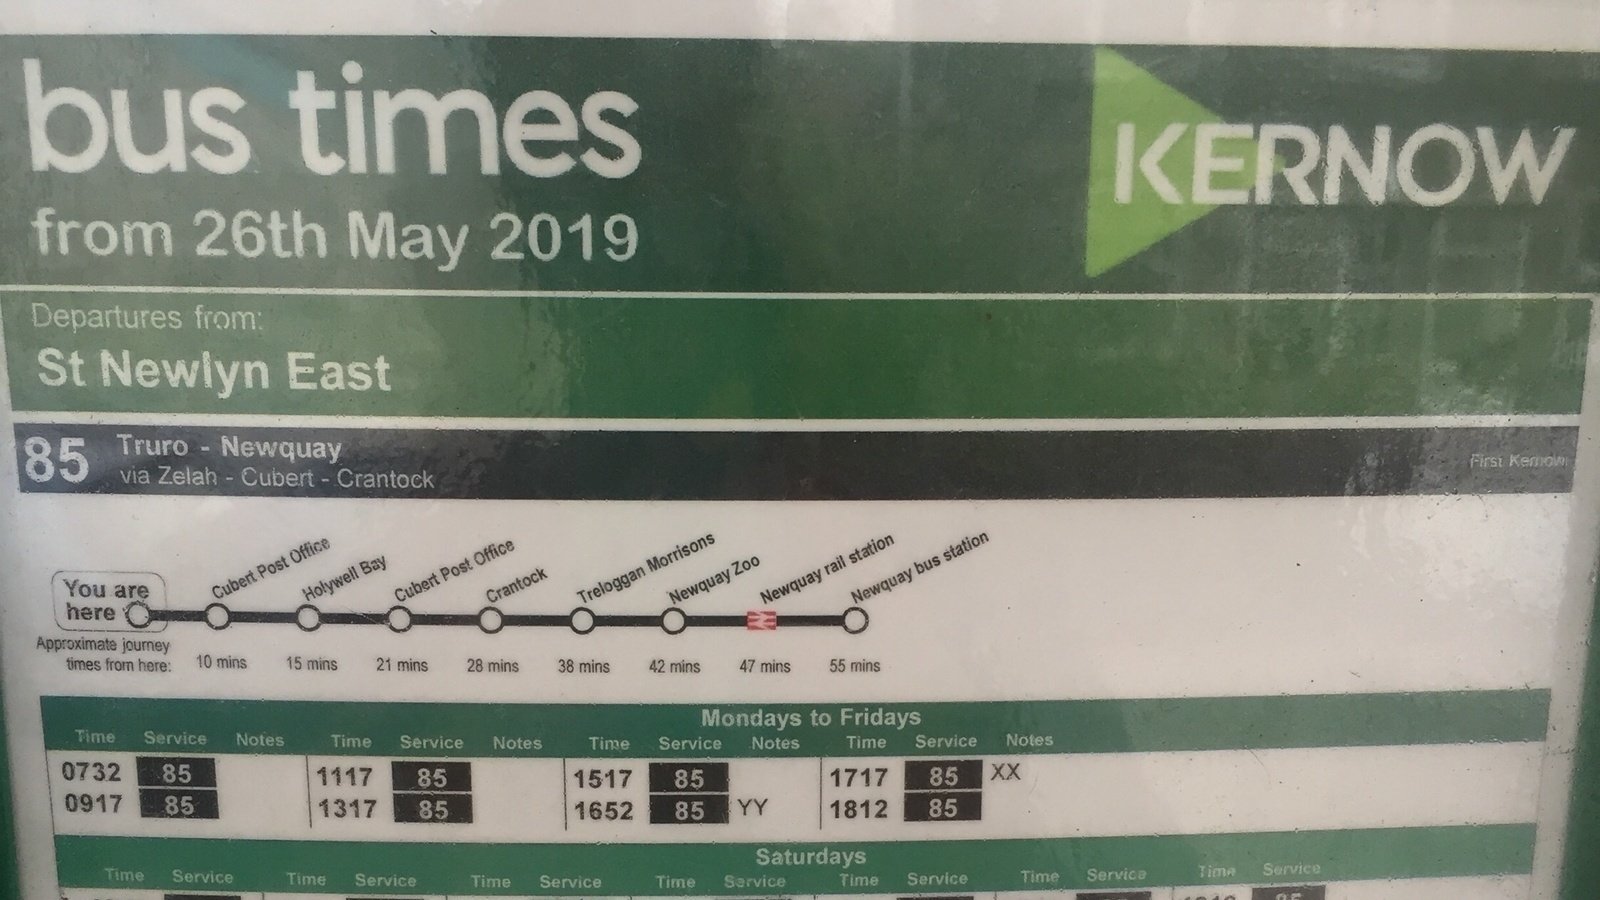 bus times
KERNOW
from 26th May 2019
Departures from:
St Newlyn East
85 Truro - Newquay
via Zelah - Cubert - Crantock
First Kernow
You are
here
Cubert Post Office
Holywell Bay
Cubert Post Office
Crantock
Treloggan Morrisons
Newquay Zoo
Newquay rail station
Newquay bus station
Approximate journey
times from here: 10 mins 15 mins 21 mins 28 mins 38 mins 42 mins 47 mins 55 mins
Mondays to Fridays
Time Service Notes Time Service Notes Time Service Notes Time Service Notes
0732 85 1117 85 1517 85 1717 85 XX
0917 85 1317 85 1652 85 YY 1812 85
Saturdays
Time Service Time Service Time Service Time Service Time Service Time Service Time Service